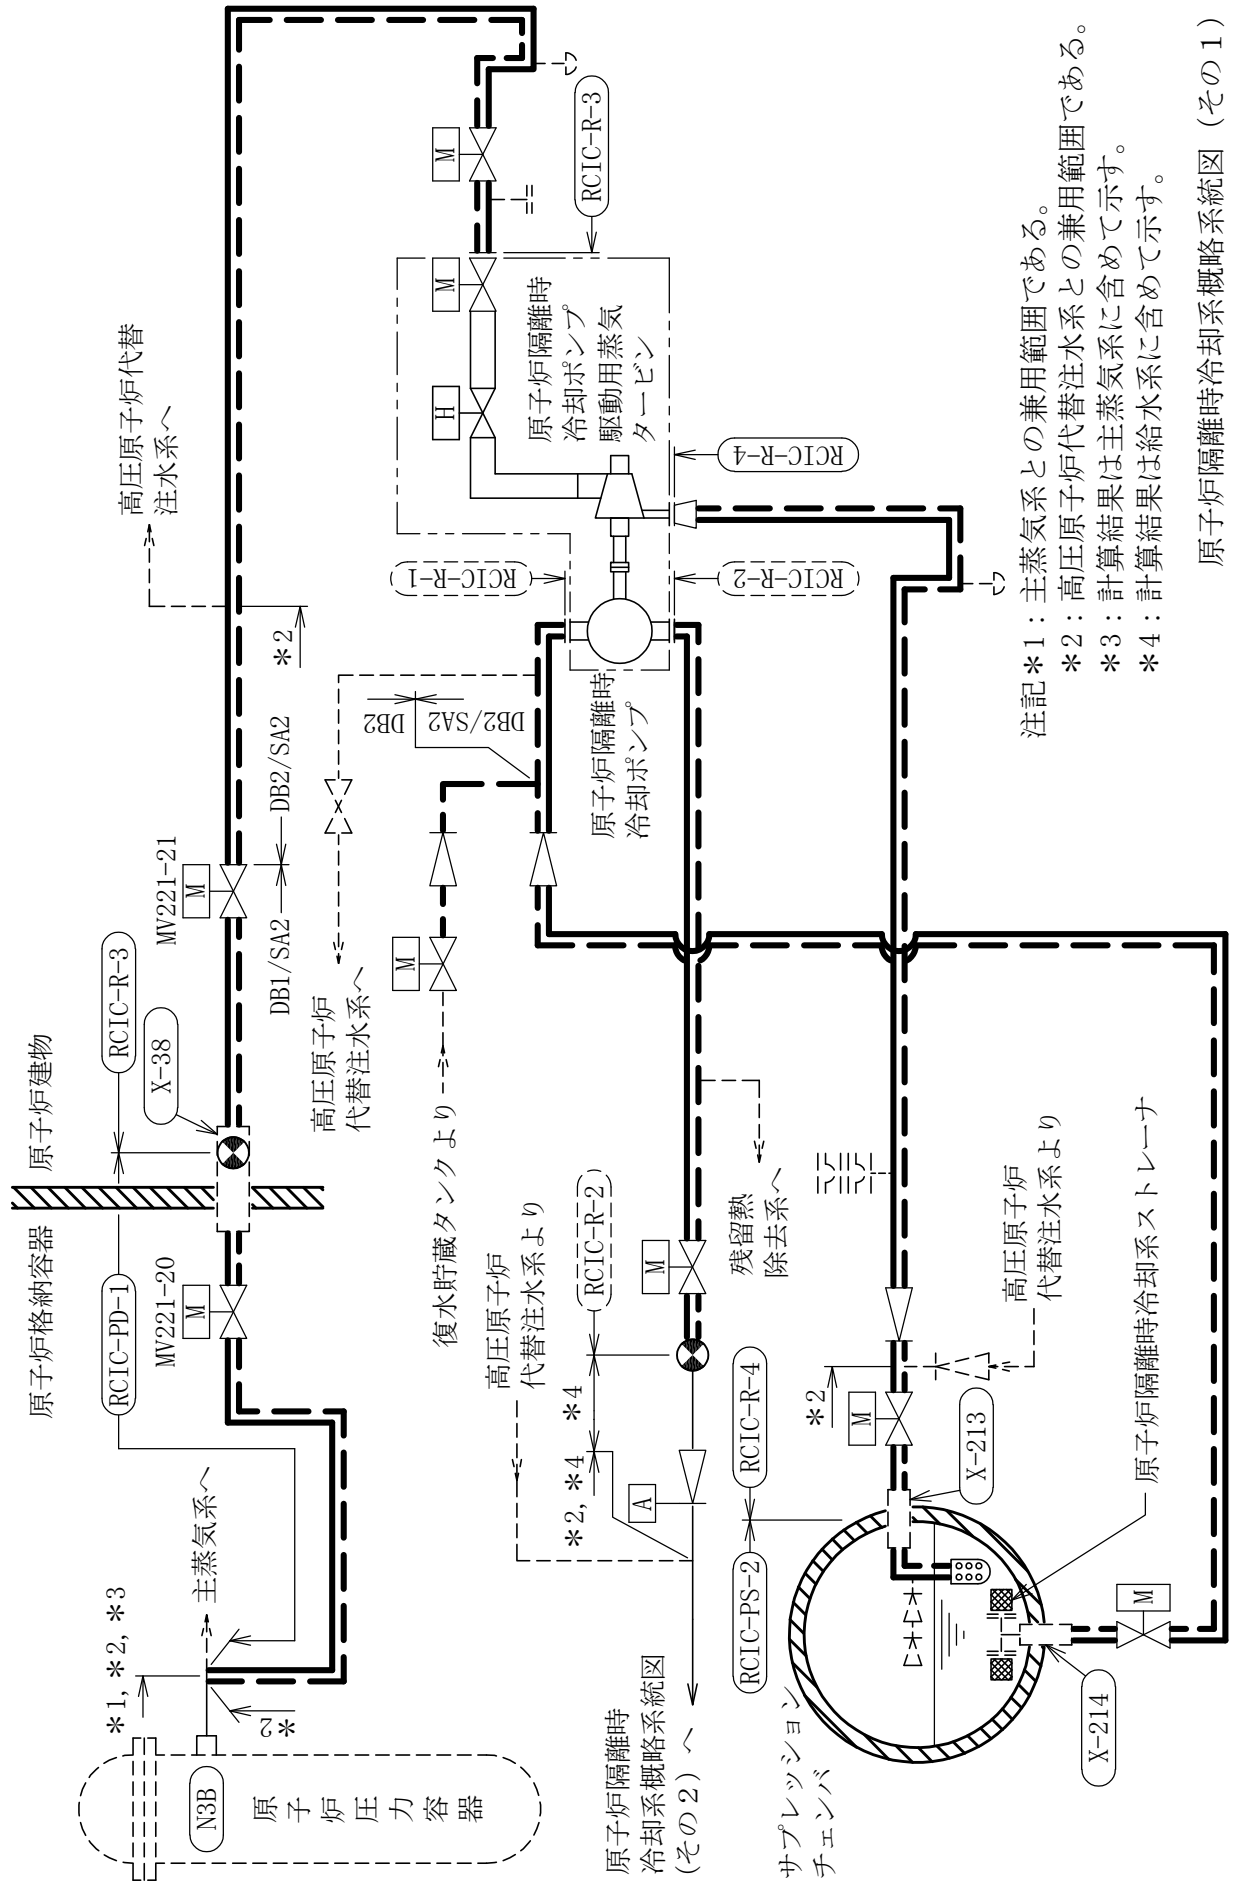 原子炉圧力容器
N3B
*1, *2, *3
*2
主蒸気系へ
原子炉格納容器
原子炉建物
RCIC-PD-1
RCIC-R-3
X-38
MV221-20
M
MV221-21
M
DB1/SA2
DB2/SA2
*2
高圧原子炉代替
注水系へ
高圧原子炉
代替注水系へ
復水貯蔵タンクより
M
DB2
DB2/SA2
RCIC-R-1
RCIC-R-2
RCIC-R-4
RCIC-R-3
M
M
H
原子炉隔離時
冷却ポンプ
駆動用蒸気
タービン
原子炉隔離時
冷却ポンプ
高圧原子炉
代替注水系より
RCIC-R-2
*4
*2, *4
A
M
残留熱
除去系へ
原子炉隔離時
冷却系概略系統図
(その2) へ
サプレッション
チェンバ
RCIC-PS-2
RCIC-R-4
*2
M
X-213
高圧原子炉
代替注水系より
原子炉隔離時冷却系ストレーナ
M
X-214
注記*1：主蒸気系との兼用範囲である。
*2：高圧原子炉代替注水系との兼用範囲である。
*3：計算結果は主蒸気系に含めて示す。
*4：計算結果は給水系に含めて示す。
原子炉隔離時冷却系概略系統図 (その1)